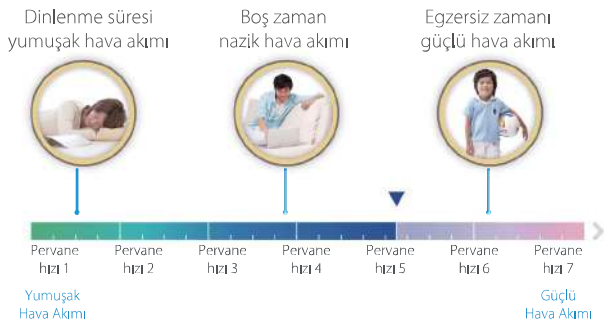 Dinlenme süresi
yumuşak hava akımı
Boş zaman
nazik hava akımı
Egzersiz zamanı
güçlü hava akımı
Pervane
hızı 1
Pervane
hızı 2
Pervane
hızı 3
Pervane
hızı 4
Pervane
hızı 5
Pervane
hızı 6
Pervane
hızı 7
Yumuşak
Hava Akımı
Güçlü
Hava Akımı